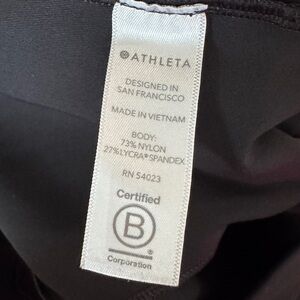 ATHLETA
DESIGNED IN
SAN FRANCISCO
MADE IN VIETNAM
BODY:
73% NYLON
27%LYCRA®SPANDEX
RN 54023
Certified
B
Corporation